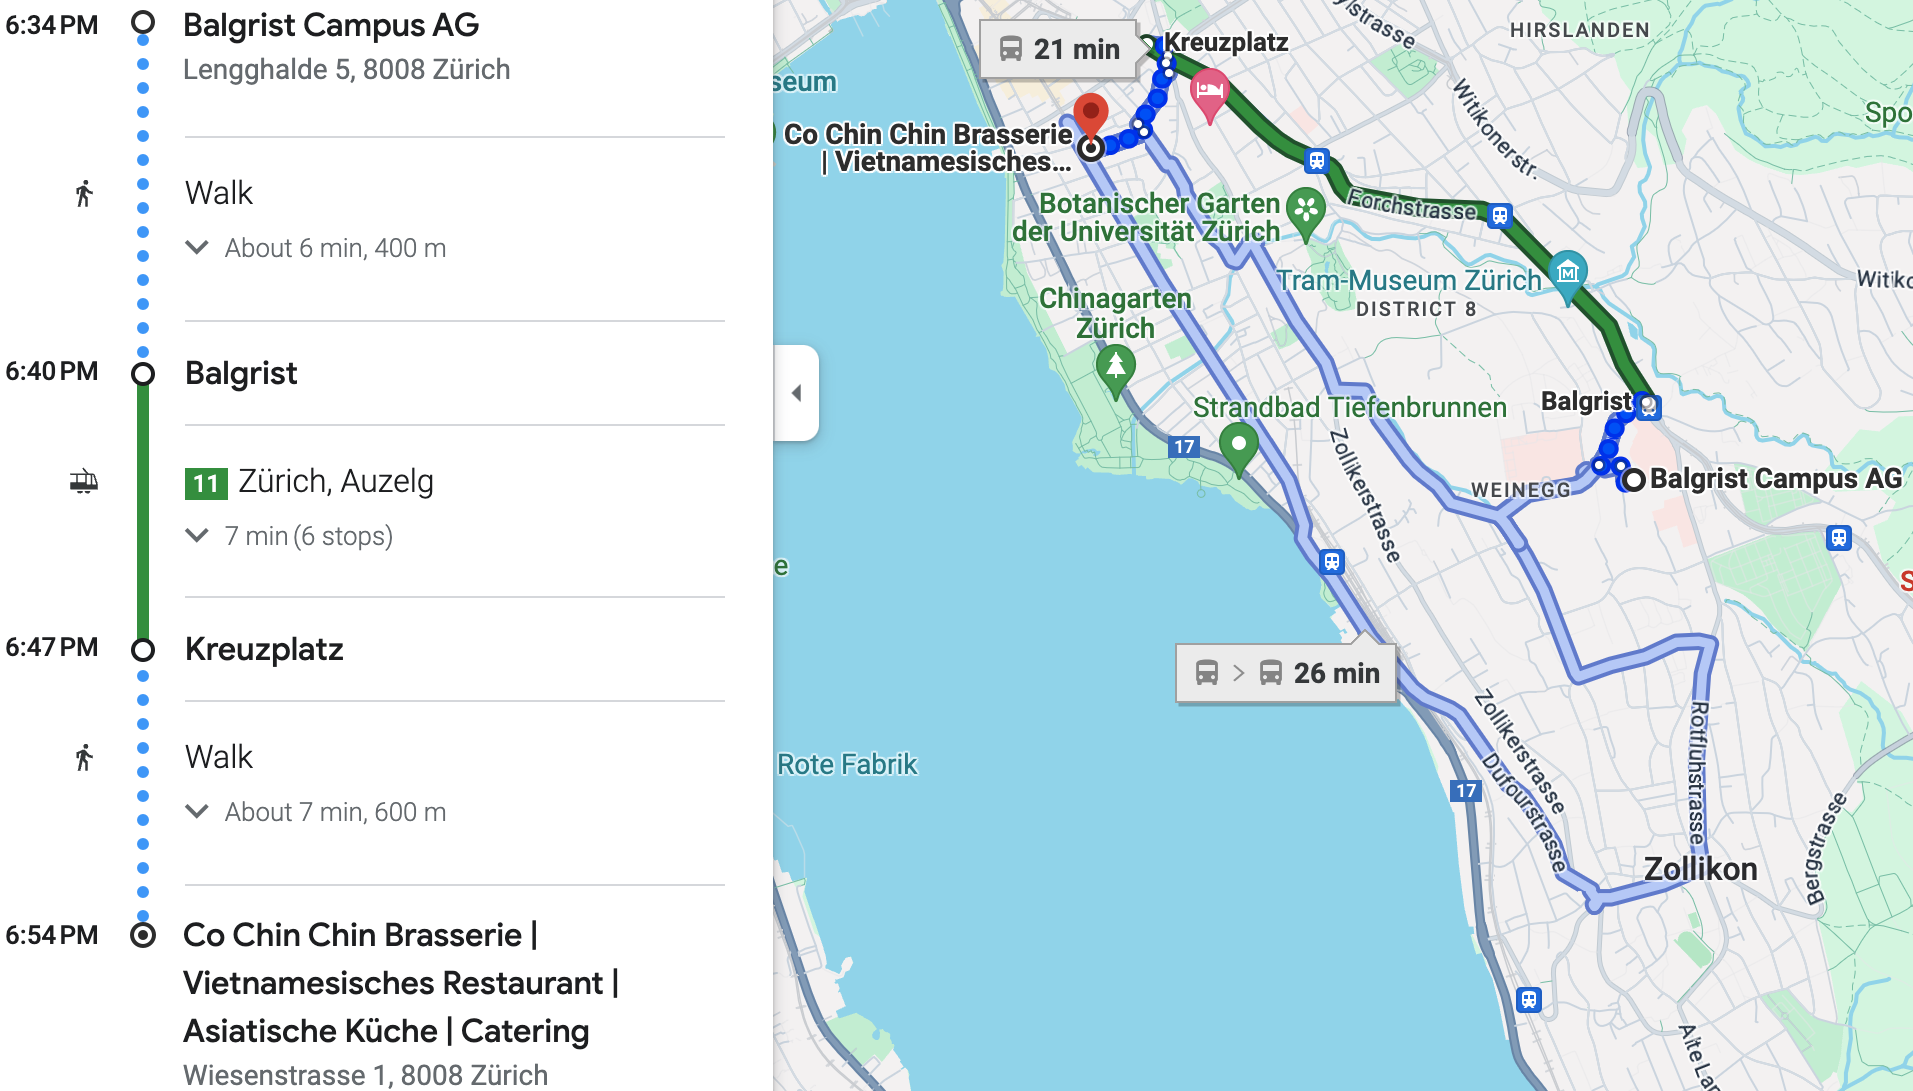 6:34 PM
Balgrist Campus AG
Lengghalde 5, 8008 Zürich
Walk
About 6 min, 400 m
6:40 PM
Balgrist
11 Zürich, Auzelg
7 min (6 stops)
6:47 PM
Kreuzplatz
Walk
About 7 min, 600 m
6:54 PM
Co Chin Chin Brasserie |
Vietnamesisches Restaurant |
Asiatische Küche | Catering
Wiesenstrasse 1, 8008 Zürich
21 min
Kreuzplatz
HIRSLANDEN
seum
Witikonerstr.
Spo
Co Chin Chin Brasserie
| Vietnamesisches...
Forchstrasse
Botanischer Garten
der Universität Zürich
Tram-Museum Zürich
DISTRICT 8
Witiko
Chinagarten
Zürich
Balgrist
Strandbad Tiefenbrunnen
17
Zollikerstrasse
WEINEGG
Balgrist Campus AG
e
S
26 min
Zollikerstrasse
Dufourstrasse
Rotfluhstrasse
Rote Fabrik
17
Bergstrasse
Zollikon
Alte La